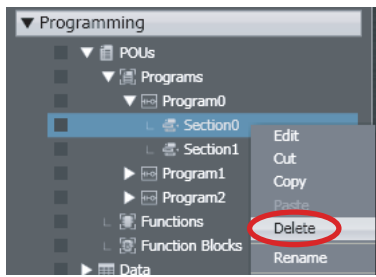 Programming
POUs
Programs
Program0
Section0
Section1
Program1
Program2
Functions
Function Blocks
Data
Edit
Cut
Copy
Paste
Delete
Rename